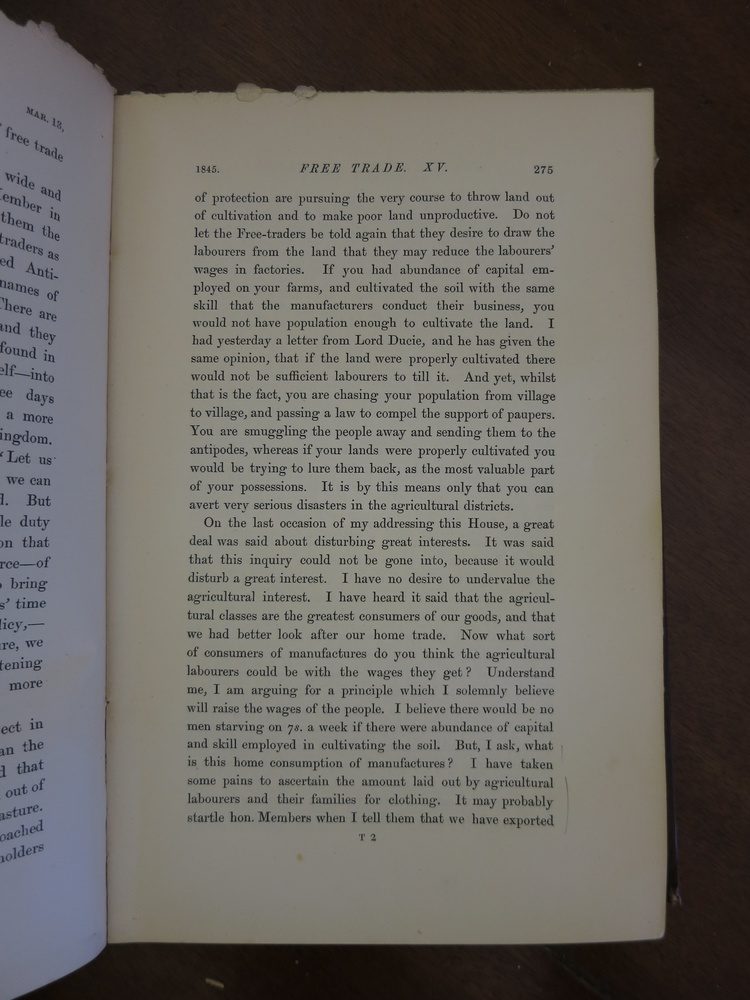 MAR. 13,
free trade
wide and
ember in
them the
traders as
ed Anti-
names of
There are
and they
found in
elf—into
ee days
a more
ingdom.
'Let us
we can
But
le duty
on that
rce—of
bring
s' time
licy,—
ure, we
tening
more
ect in
an the
d that
out of
asture.
oached
holders
1845. FREE TRADE. XV. 275
of protection are pursuing the very course to throw land out
of cultivation and to make poor land unproductive. Do not
let the Free-traders be told again that they desire to draw the
labourers from the land that they may reduce the labourers'
wages in factories. If you had abundance of capital em-
ployed on your farms, and cultivated the soil with the same
skill that the manufacturers conduct their business, you
would not have population enough to cultivate the land. I
had yesterday a letter from Lord Ducie, and he has given the
same opinion, that if the land were properly cultivated there
would not be sufficient labourers to till it. And yet, whilst
that is the fact, you are chasing your population from village
to village, and passing a law to compel the support of paupers.
You are smuggling the people away and sending them to the
antipodes, whereas if your lands were properly cultivated you
would be trying to lure them back, as the most valuable part
of your possessions. It is by this means only that you can
avert very serious disasters in the agricultural districts.
On the last occasion of my addressing this House, a great
deal was said about disturbing great interests. It was said
that this inquiry could not be gone into, because it would
disturb a great interest. I have no desire to undervalue the
agricultural interest. I have heard it said that the agricul-
tural classes are the greatest consumers of our goods, and that
we had better look after our home trade. Now what sort
of consumers of manufactures do you think the agricultural
labourers could be with the wages they get? Understand
me, I am arguing for a principle which I solemnly believe
will raise the wages of the people. I believe there would be no
men starving on 7s. a week if there were abundance of capital
and skill employed in cultivating the soil. But, I ask, what
is this home consumption of manufactures? I have taken
some pains to ascertain the amount laid out by agricultural
labourers and their families for clothing. It may probably
startle hon. Members when I tell them that we have exported
T 2